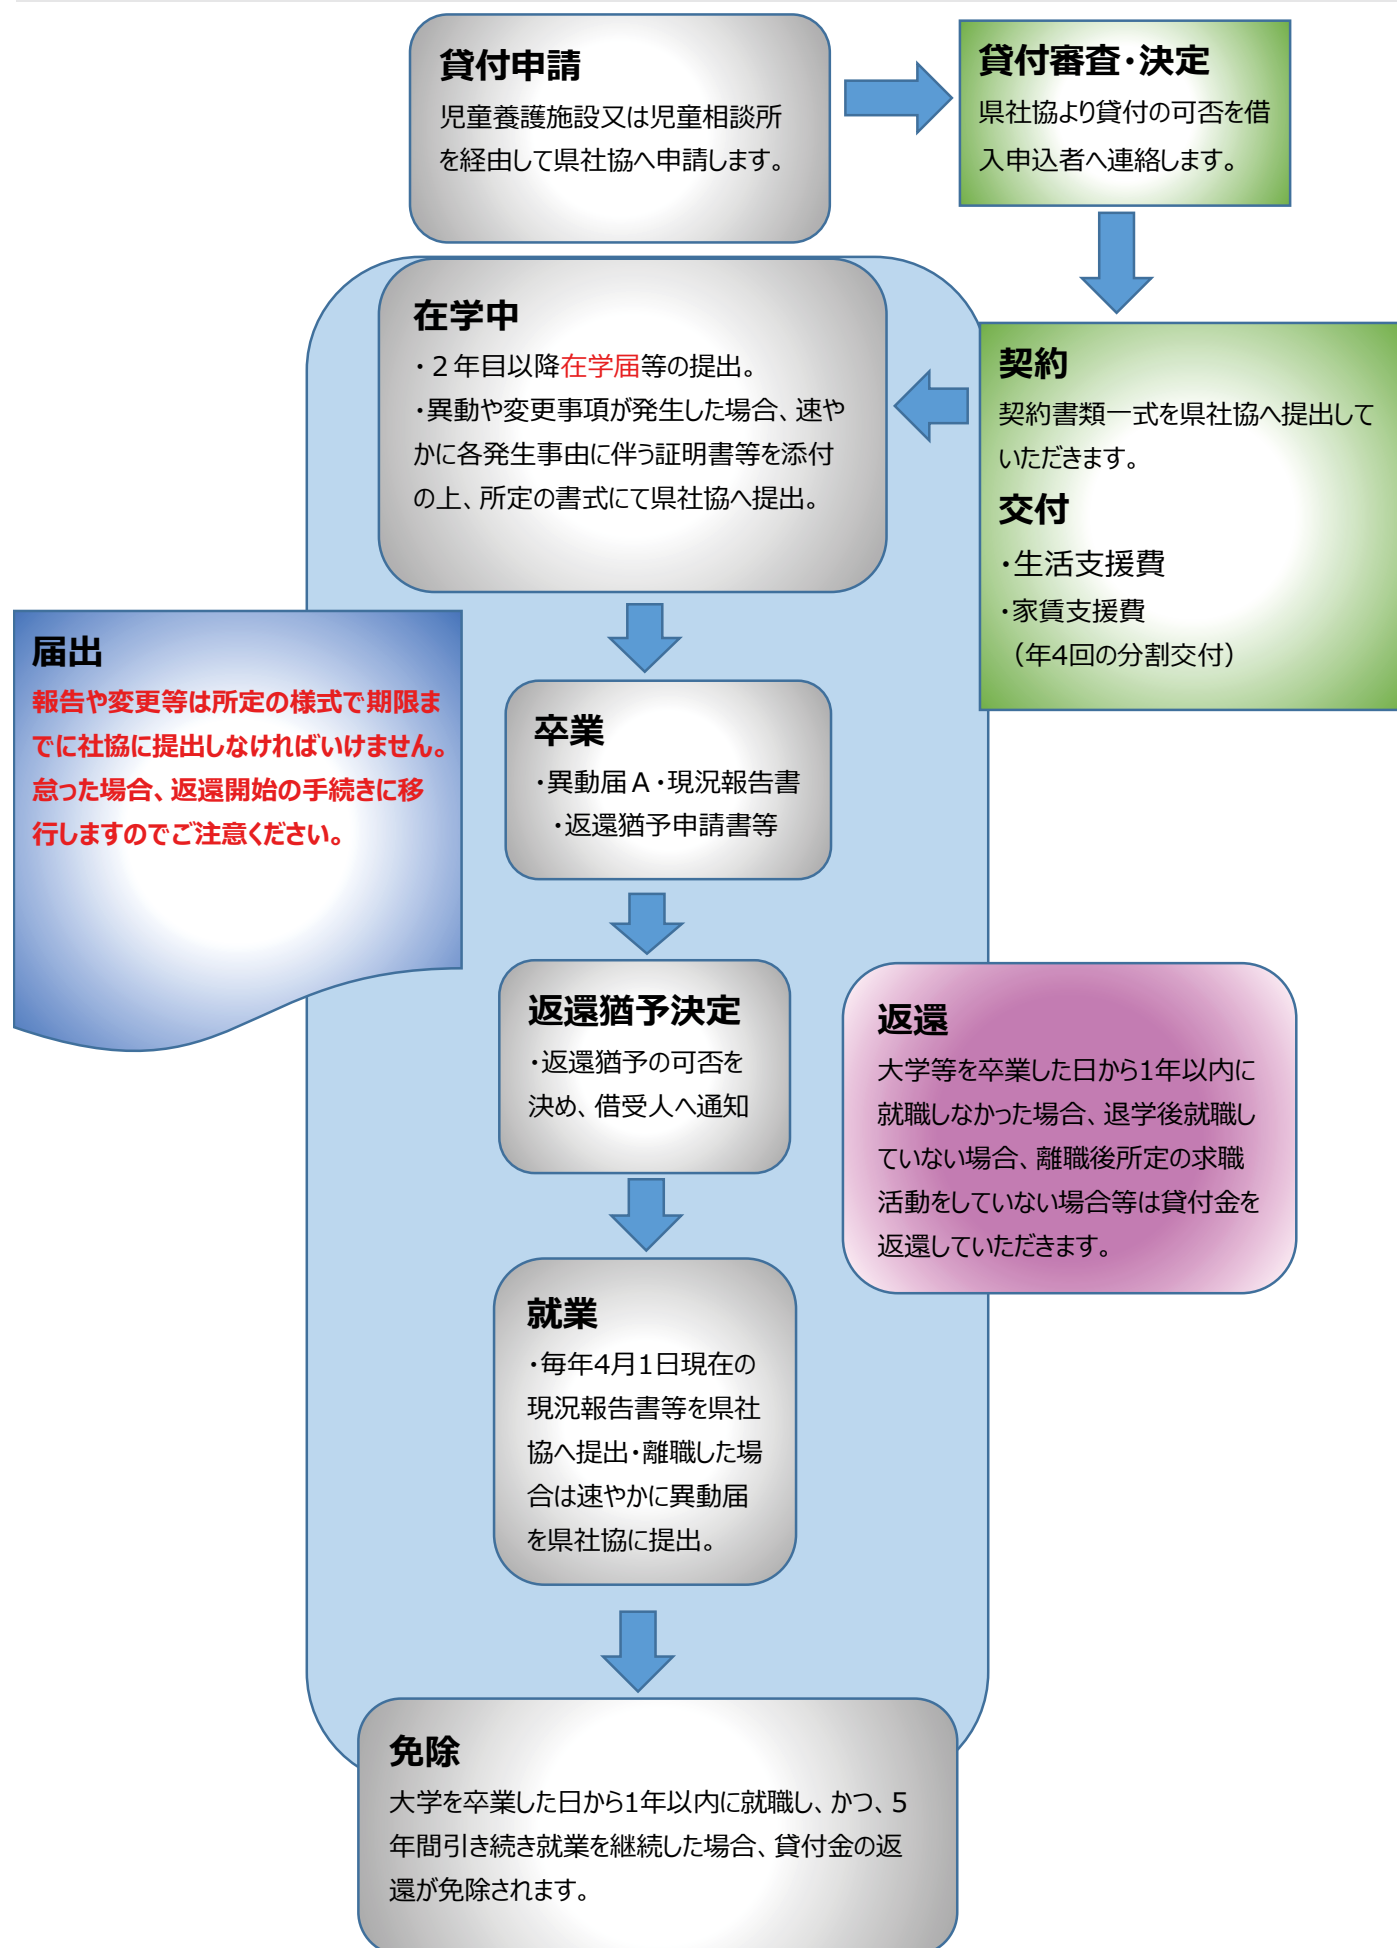 貸付申請
児童養護施設又は児童相談所
を経由して県社協へ申請します。
貸付審査・決定
県社協より貸付の可否を借
入申込者へ連絡します。
契約
契約書類一式を県社協へ提出して
いただきます。
交付
・生活支援費
・家賃支援費
（年4回の分割交付）
在学中
・２年目以降在学届等の提出。
・異動や変更事項が発生した場合、速や
かに各発生事由に伴う証明書等を添付
の上、所定の書式にて県社協へ提出。
届出
報告や変更等は所定の様式で期限ま
でに社協に提出しなければいけません。
怠った場合、返還開始の手続きに移
行しますのでご注意ください。
卒業
・異動届Ａ・現況報告書
・返還猶予申請書等
返還猶予決定
・返還猶予の可否を
決め、借受人へ通知
返還
大学等を卒業した日から1年以内に
就職しなかった場合、退学後就職し
ていない場合、離職後所定の求職
活動をしていない場合等は貸付金を
返還していただきます。
就業
・毎年4月1日現在の
現況報告書等を県社
協へ提出・離職した場
合は速やかに異動届
を県社協に提出。
免除
大学を卒業した日から1年以内に就職し、かつ、5
年間引き続き就業を継続した場合、貸付金の返
還が免除されます。